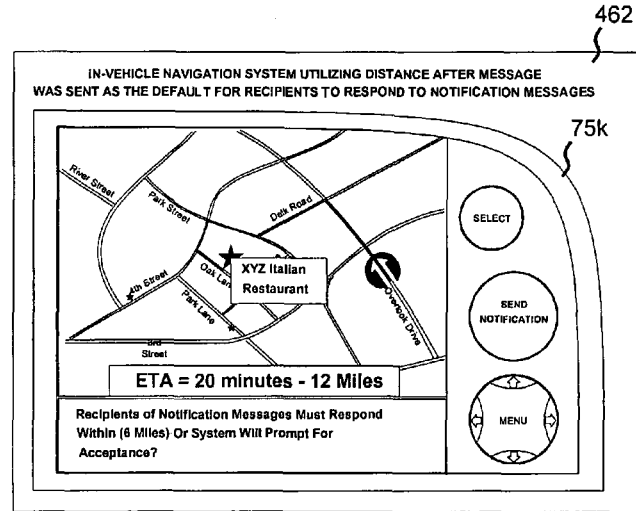 462
IN-VEHICLE NAVIGATION SYSTEM UTILIZING DISTANCE AFTER MESSAGE
WAS SENT AS THE DEFAULT FOR RECIPIENTS TO RESPOND TO NOTIFICATION MESSAGES
75k
River Street
Park Street
Delk Road
SELECT
XYZ Italian
Restaurant
Oak Lan
4th Street
Park Lane
Overlook Drive
3rd
Street
SEND
NOTIFICATION
ETA = 20 minutes - 12 Miles
Recipients of Notification Messages Must Respond
Within (6 Miles) Or System Will Prompt For
Acceptance?
MENU